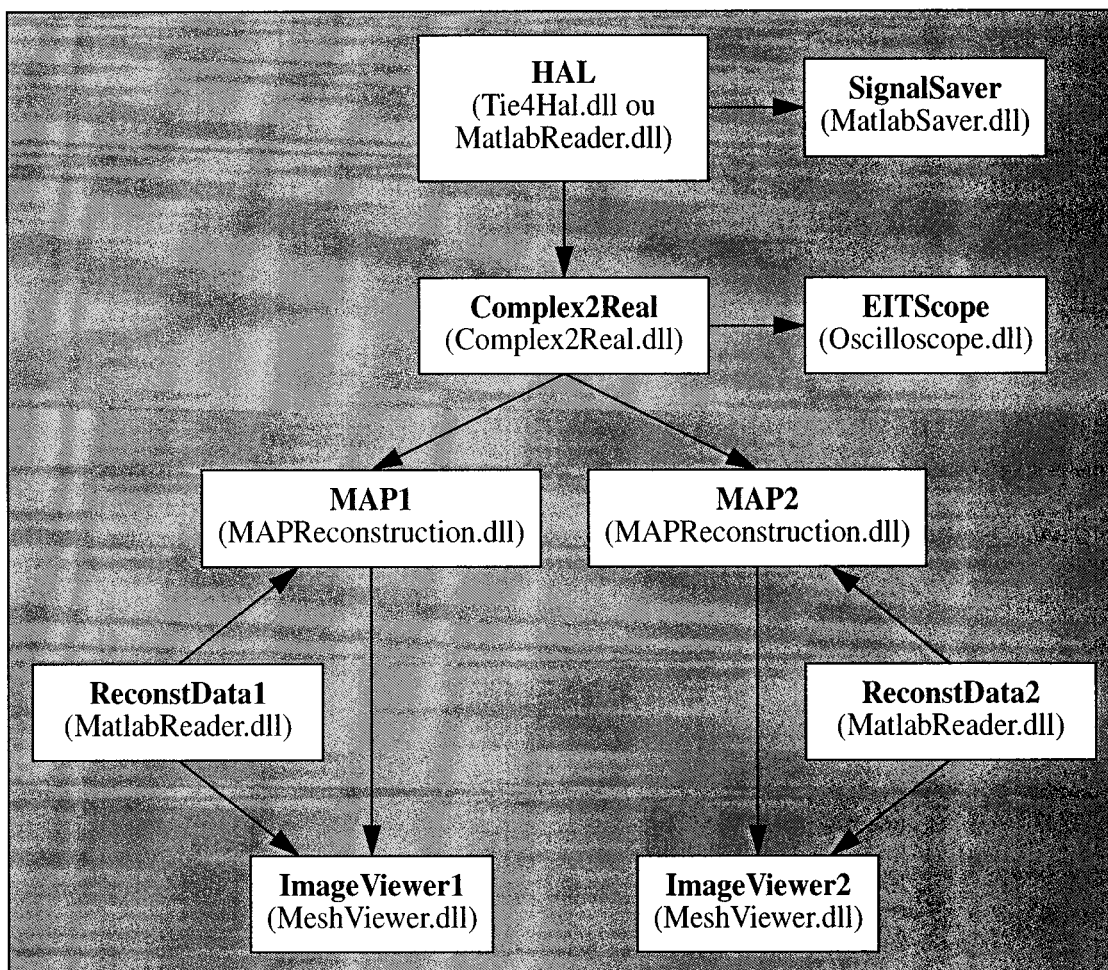 HAL
(Tie4Hal.dll ou
MatlabReader.dll)
SignalSaver
(MatlabSaver.dll)
Complex2Real
(Complex2Real.dll)
EITScope
(Oscilloscope.dll)
MAP1
(MAPReconstruction.dll)
MAP2
(MAPReconstruction.dll)
ReconstData1
(MatlabReader.dll)
ReconstData2
(MatlabReader.dll)
ImageViewer1
(MeshViewer.dll)
ImageViewer2
(MeshViewer.dll)